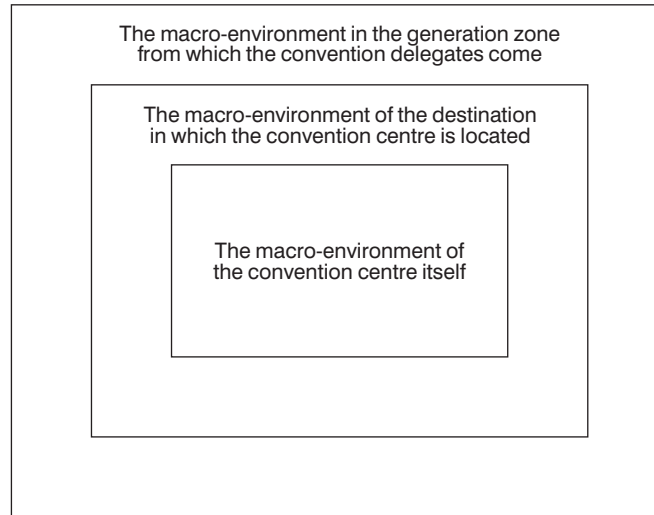 The macro-environment in the generation zone
from which the convention delegates come
The macro-environment of the destination
in which the convention centre is located
The macro-environment of
the convention centre itself